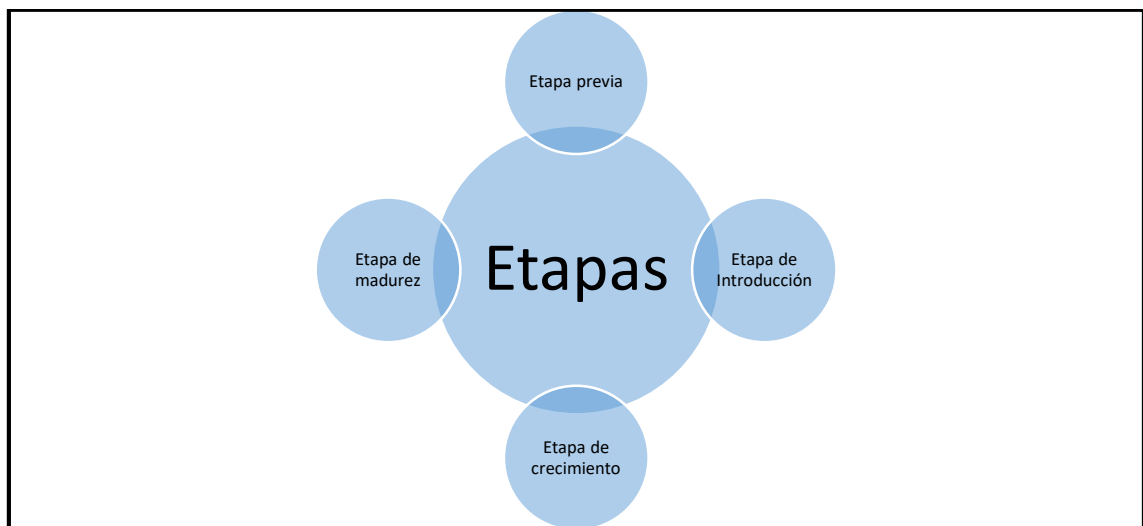 Etapa previa
Etapas
Etapa de
Introducción
Etapa de
crecimiento
Etapa de
madurez